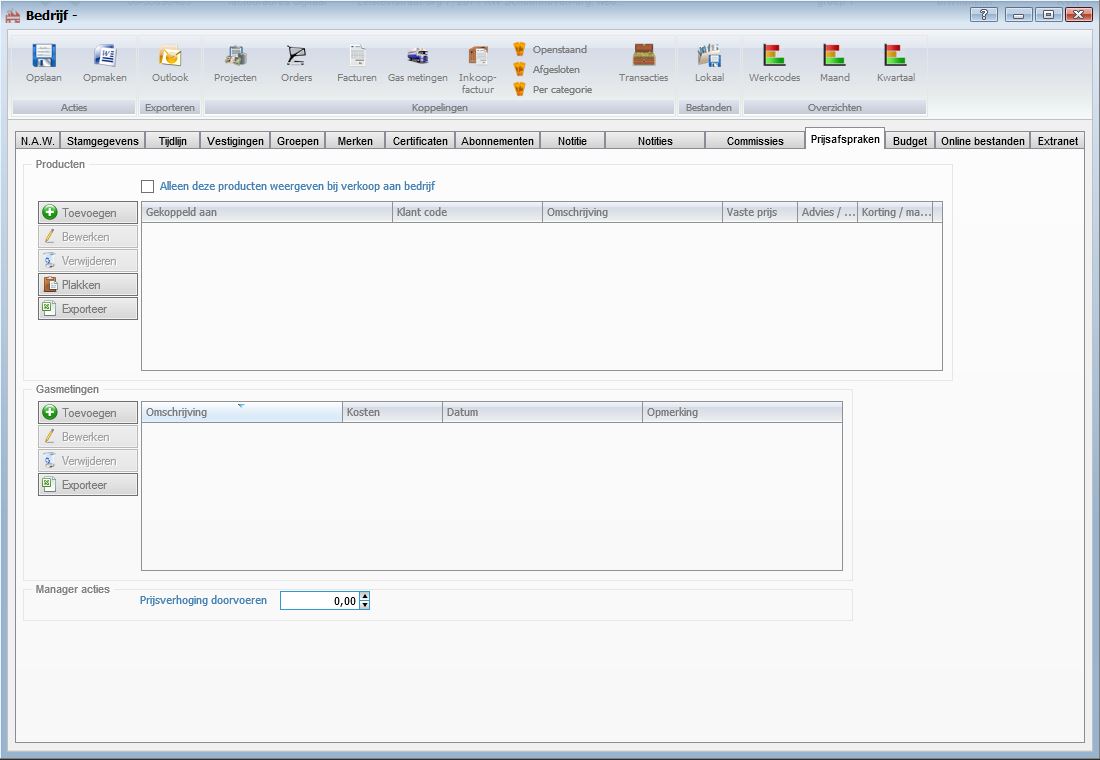 Bedrijf -
Opslaan Opmaken Outlook Projecten Orders Facturen Gas metingen Inkoop-factuur Openstaand Afgesloten Per categorie Transacties Lokaal Werkcodes Maand Kwartaal
Acties Exporteren Koppelingen Bestanden Overzichten
N.A.W. Stamgegevens Tijdlijn Vestigingen Groepen Merken Certificaten Abonnementen Notitie Notities Commissies Prijsafspraken Budget Online bestanden Extranet
Producten
Alleen deze producten weergeven bij verkoop aan bedrijf
Toevoegen Gekoppeld aan Klant code Omschrijving Vaste prijs Advies / ... Korting / ma...
Bewerken
Verwijderen
Plakken
Exporteer
Gasmetingen
Toevoegen Omschrijving Kosten Datum Opmerking
Bewerken
Verwijderen
Exporteer
Manager acties
Prijsverhoging doorvoeren 0,00